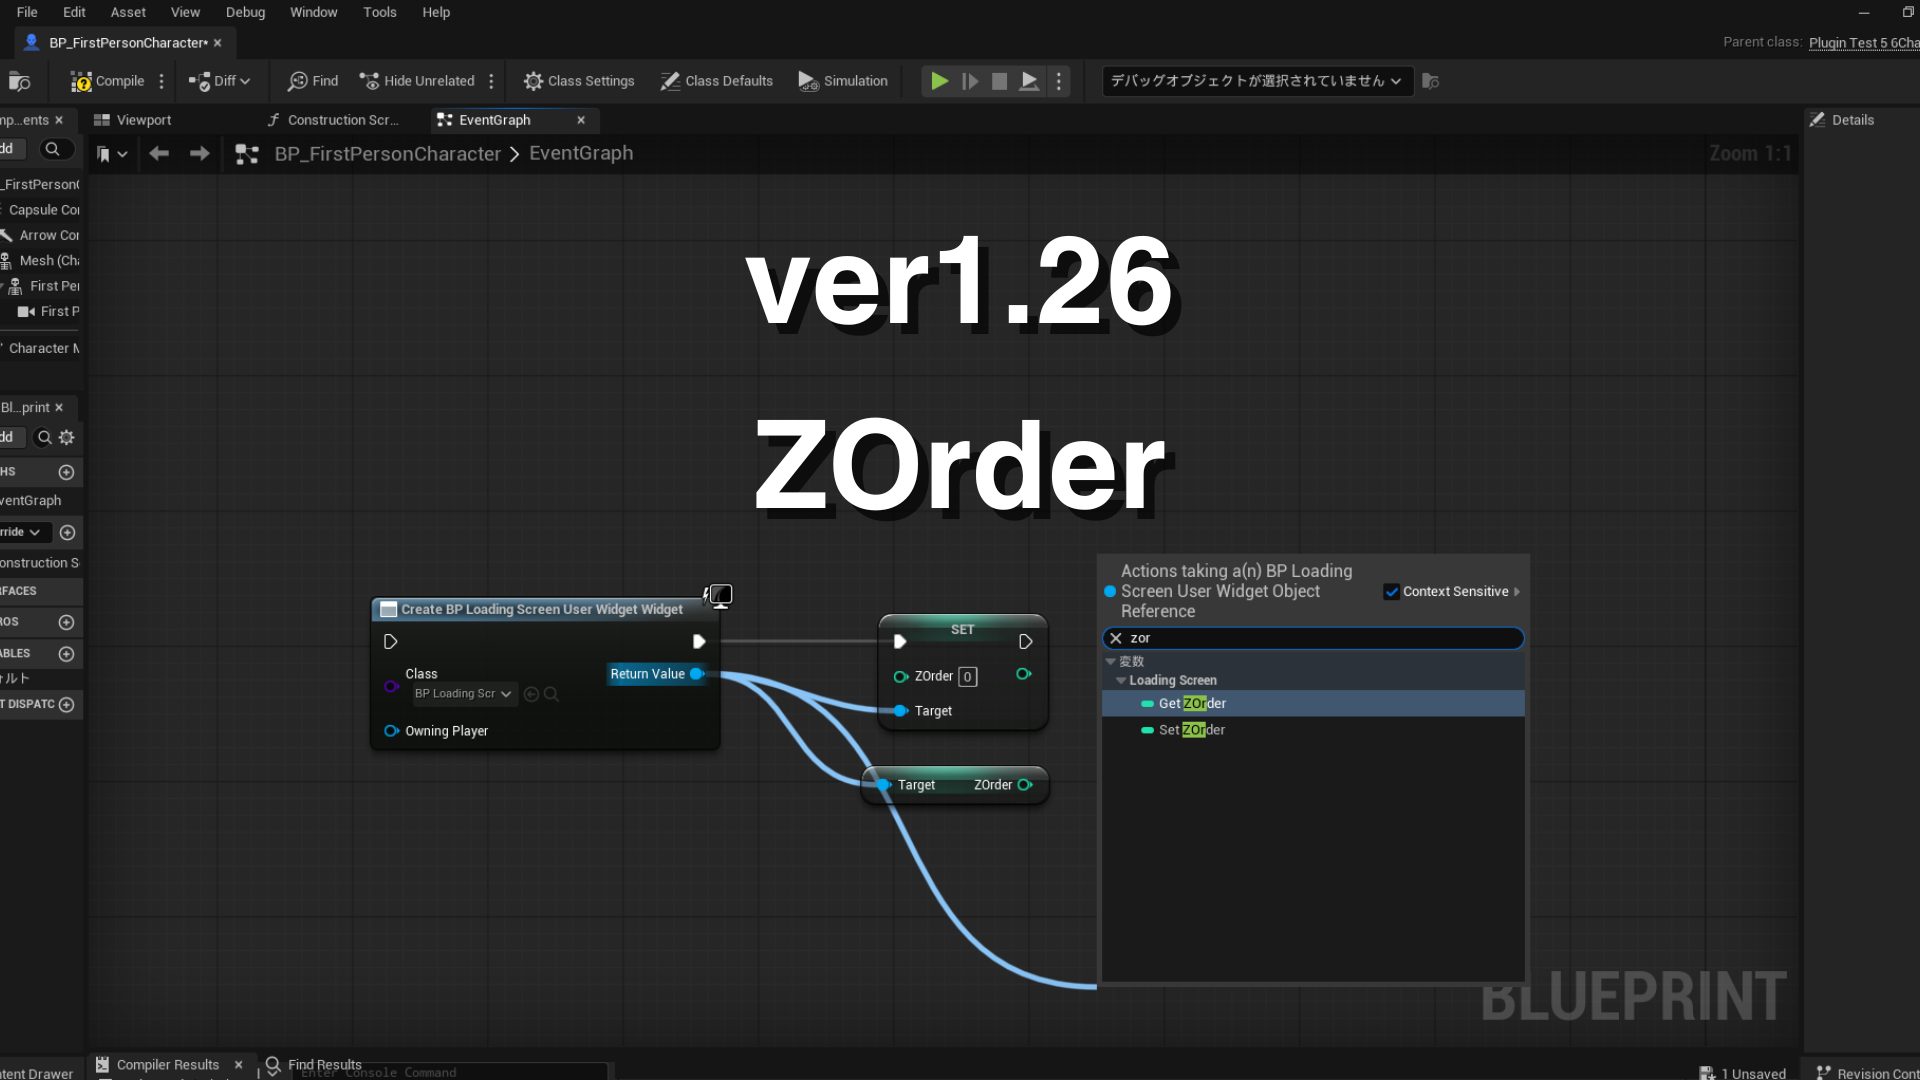 File Edit Asset View Debug Window Tools Help
BP_FirstPersonCharacter*
Parent class: Plugin Test 5 6Cha
Compile Diff Find Hide Unrelated Class Settings Class Defaults Simulation デバッグオブジェクトが選択されていません
mp...ents Viewport Construction Scr... EventGraph Details
dd BP_FirstPersonCharacter > EventGraph Zoom 1:1
_FirstPerson
Capsule Co
Arrow Co
Mesh (Cha
First Pe
First P
Character M
ver1.26
ZOrder
Bl...print
dd
HS
ventGraph
rride
onstruction S
FACES
ROS
ABLES
ォルト
T DISPATC
Create BP Loading Screen User Widget Widget
Class
BP Loading Scr
Return Value
Owning Player
SET
ZOrder 0
Target
Target ZOrder
Actions taking a(n) BP Loading
Screen User Widget Object
Reference
Context Sensitive
zor
変数
Loading Screen
Get ZOrder
Set ZOrder
BLUEPRINT
Compiler Results Find Results
ntent Drawer Enter Console Command 1 Unsaved Revision Cont